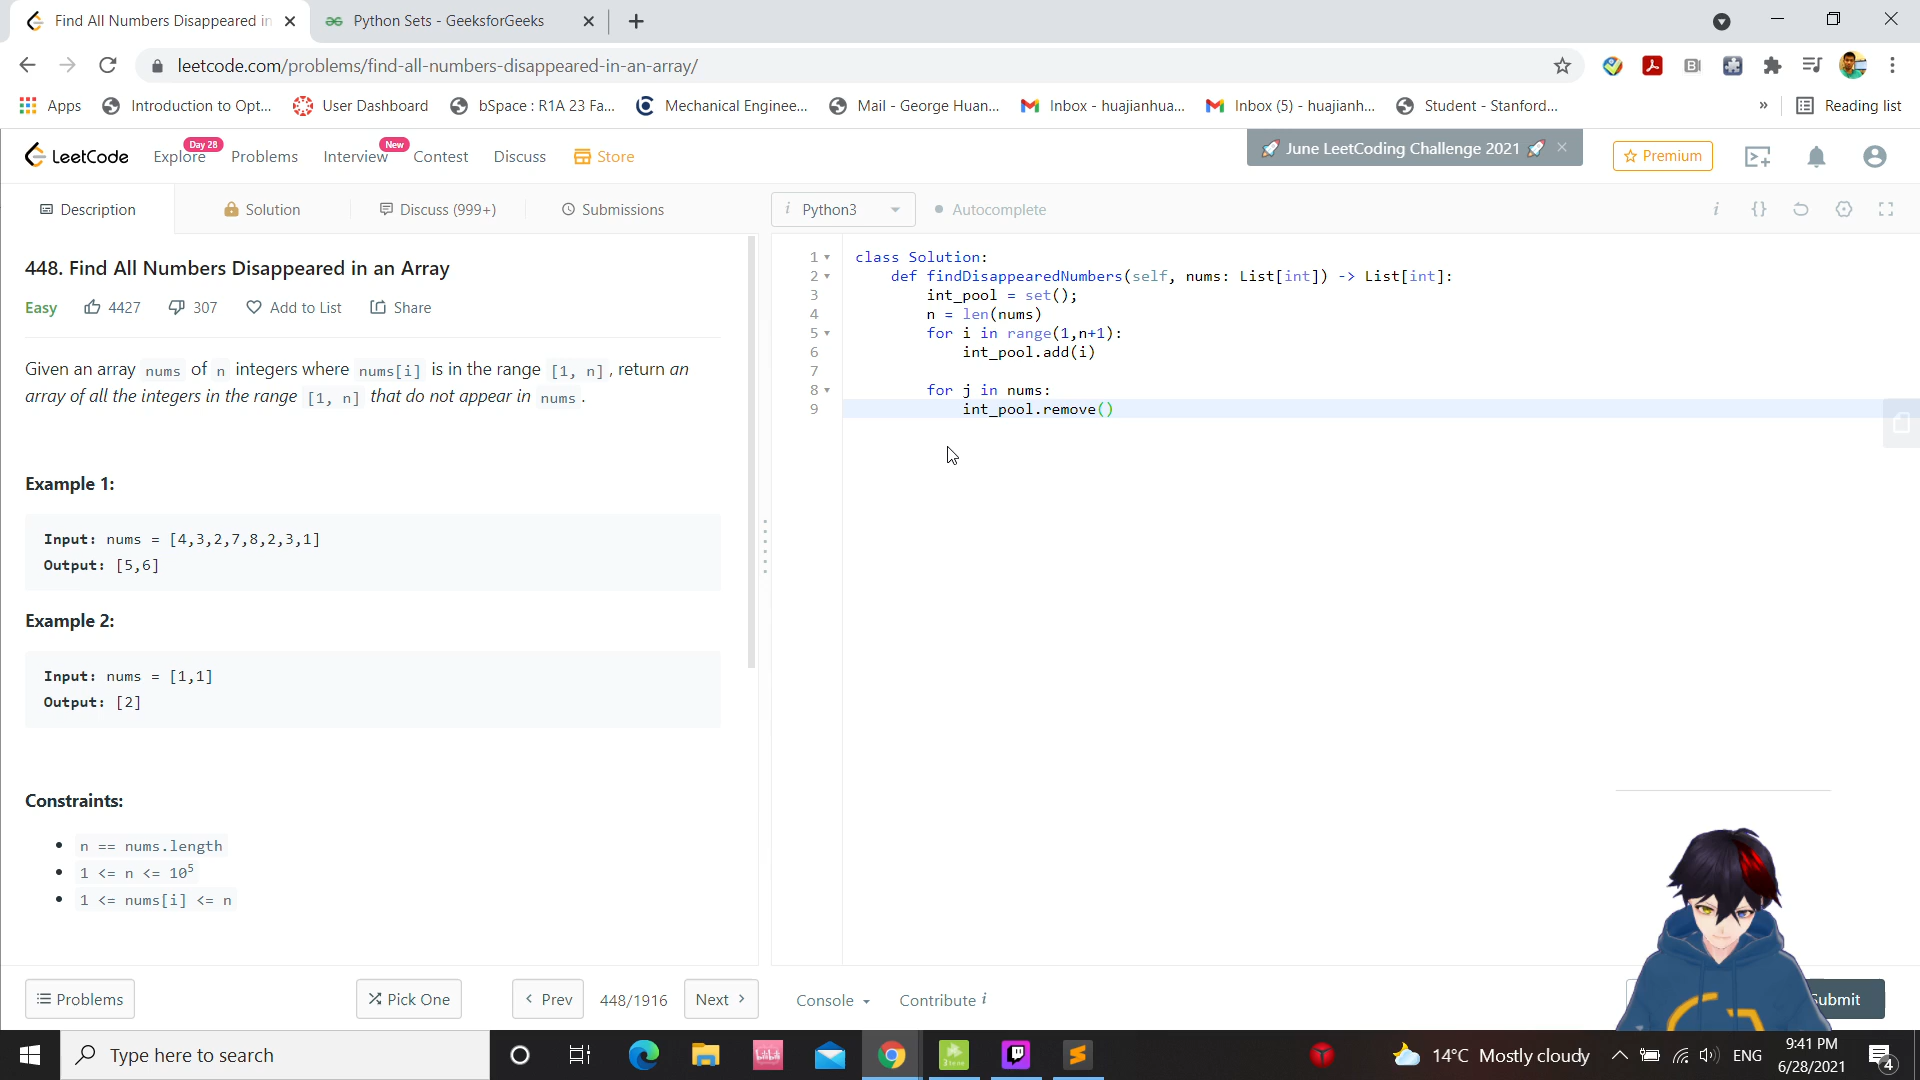 Find All Numbers Disappeared in
Python Sets - GeeksforGeeks
leetcode.com/problems/find-all-numbers-disappeared-in-an-array/
Apps
Introduction to Opt...
User Dashboard
bSpace : R1A 23 Fa...
Mechanical Enginee...
Mail - George Huan...
Inbox - huajianhua...
Inbox (5) - huajianh...
Student - Stanford...
»
Reading list
LeetCode
Explore
Day 28
Problems
Interview
New
Contest
Discuss
Store
June LeetCoding Challenge 2021
Premium
Description
Solution
Discuss (999+)
Submissions
i Python3
Autocomplete
i {}
448. Find All Numbers Disappeared in an Array
Easy 4427 307 Add to List Share
Given an array nums of n integers where nums[i] is in the range [1, n], return an
array of all the integers in the range [1, n] that do not appear in nums.
Example 1:
Input: nums = [4,3,2,7,8,2,3,1]
Output: [5,6]
Example 2:
Input: nums = [1,1]
Output: [2]
Constraints:
• n == nums.length
• 1 <= n <= 10⁵
• 1 <= nums[i] <= n
1 class Solution:
2 def findDisappearedNumbers(self, nums: List[int]) -> List[int]:
3 int_pool = set();
4 n = len(nums)
5 for i in range(1,n+1):
6 int_pool.add(i)
7
8 for j in nums:
9 int_pool.remove()
Problems
Pick One
Prev
448/1916
Next
Console
Contribute i
Submit
Type here to search
14°C Mostly cloudy
ENG
9:41 PM
6/28/2021
4